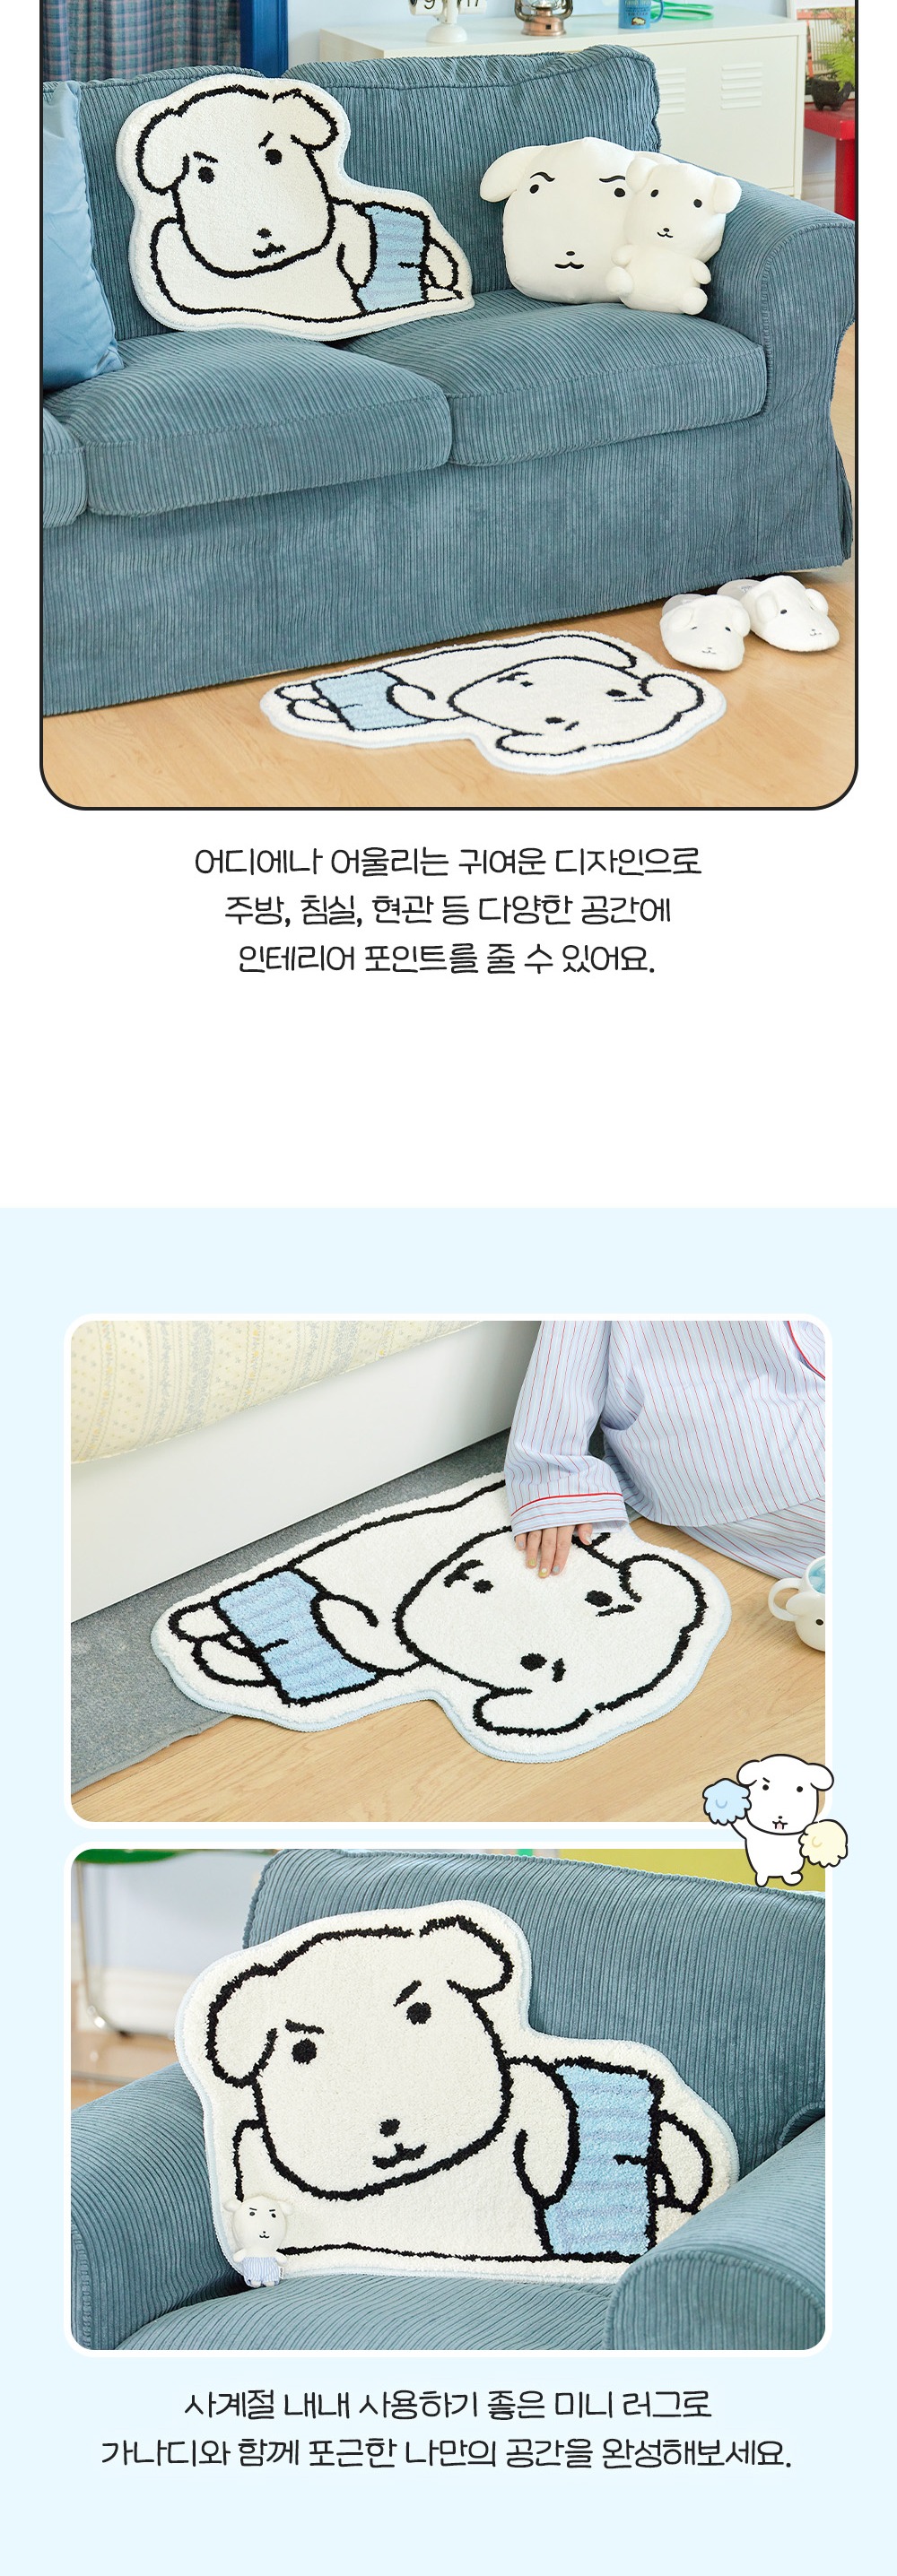 어디에나 어울리는 귀여운 디자인으로
주방, 침실, 현관 등 다양한 공간에
인테리어 포인트를 줄 수 있어요.
사계절 내내 사용하기 좋은 미니 러그로
가나디와 함께 포근한 나만의 공간을 완성해보세요.